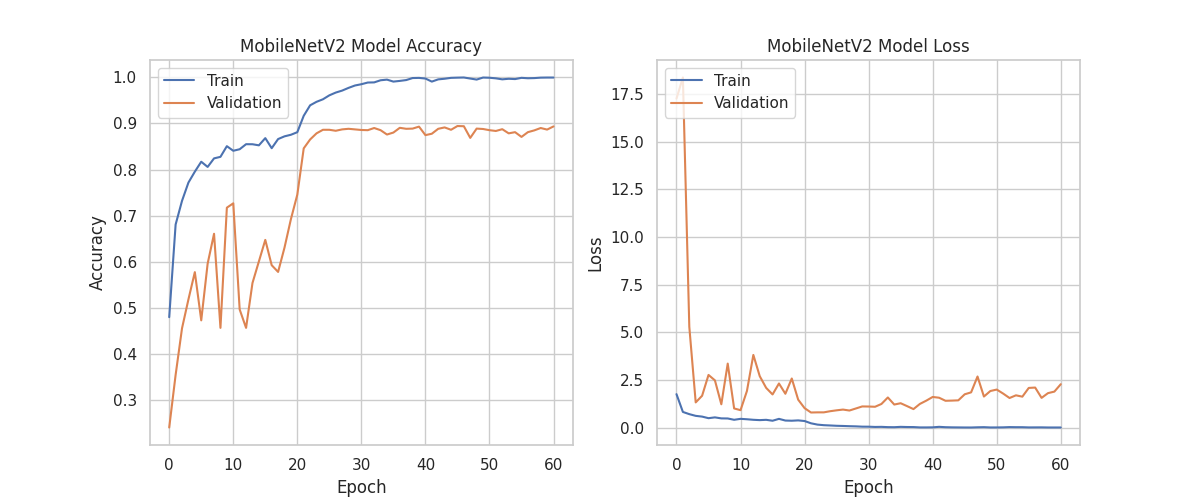 MobileNetV2 Model Accuracy
Train
Validation
1.0
0.9
0.8
0.7
0.6
0.5
0.4
0.3
Accuracy
0 10 20 30 40 50 60
Epoch
MobileNetV2 Model Loss
Train
Validation
17.5
15.0
12.5
10.0
7.5
5.0
2.5
0.0
Loss
0 10 20 30 40 50 60
Epoch